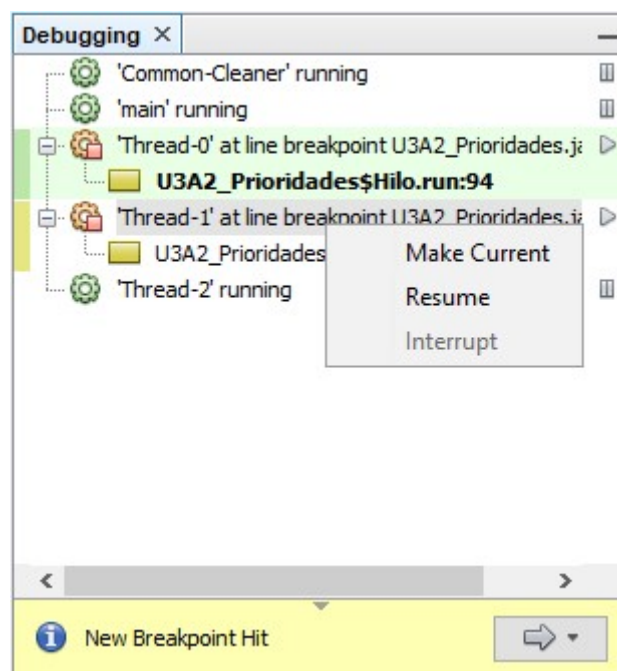 Debugging
'Common-Cleaner' running
'main' running
'Thread-0' at line breakpoint U3A2_Prioridades.ja
U3A2_Prioridades$Hilo.run:94
'Thread-1' at line breakpoint U3A2_Prioridades.ja
U3A2_Prioridades
Make Current
'Thread-2' running
Resume
Interrupt
New Breakpoint Hit